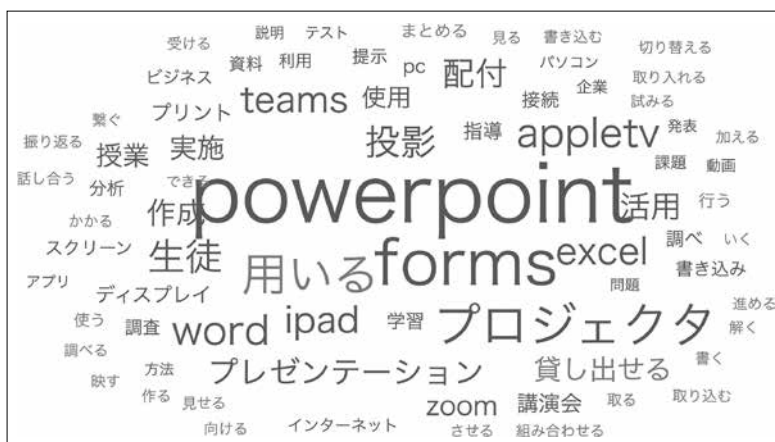 説明 テスト まとめる 見る 書き込む
受ける 資料 利用 提示 pc 配付 パソコン 切り替える
ビジネス teams 使用 接続 企業 取り入れる
繋ぐ プリント 投影 指導 appletv 発表 試みる
振り返る 授業 実施 課題 動画 加える
話し合う 分析 できる powerpoint 活用 行う
かかる 作成
スクリーン 生徒 用いる forms excel 調べ いく
アプリ ディスプレイ 問題 書き込み
使う 調査 word ipad 学習 プロジェクタ 進める
調べる 解く
映す 方法 プレゼンテーション 貸し出せる 書く
作る 見せる zoom 講演会 取る 取り込む
向ける インターネット させる 組み合わせる